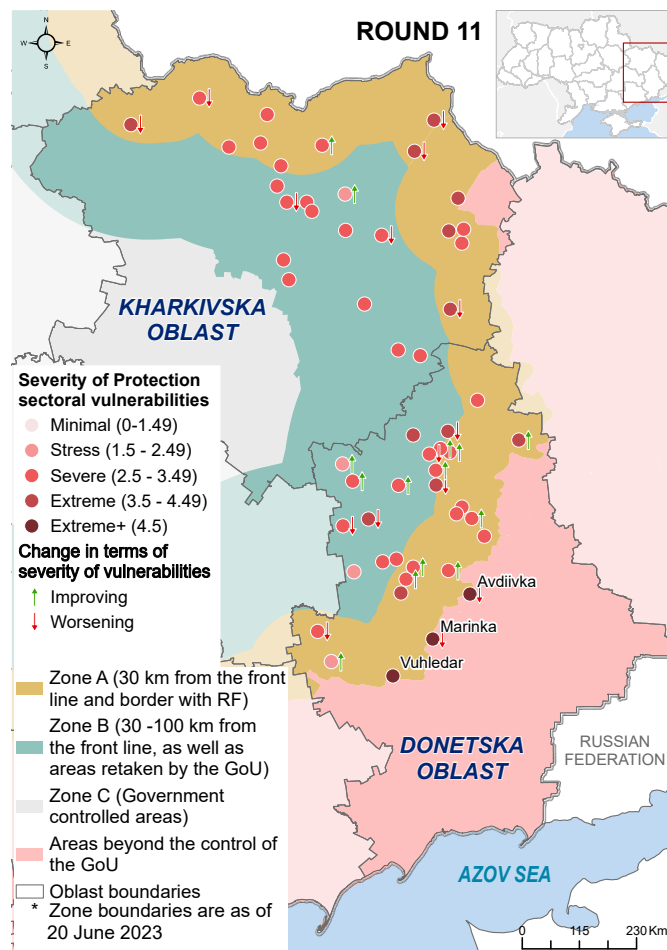 ROUND 11
N
W
E
S
KHARKIVSKA
OBLAST
Severity of Protection
sectoral vulnerabilities
Minimal (0-1.49)
Stress (1.5 - 2.49)
Severe (2.5 - 3.49)
Extreme (3.5 - 4.49)
Extreme+ (4.5)
Change in terms of
severity of vulnerabilities
Improving
Worsening
Avdiivka
Marinka
Vuhledar
Zone A (30 km from the front
line and border with RF)
Zone B (30 -100 km from
the front line, as well as
areas retaken by the GoU)
Zone C (Government
controlled areas)
Areas beyond the control of
the GoU
Oblast boundaries
* Zone boundaries are as of
20 June 2023
DONETSKA
OBLAST
RUSSIAN
FEDERATION
AZOV SEA
0 115 230 Km